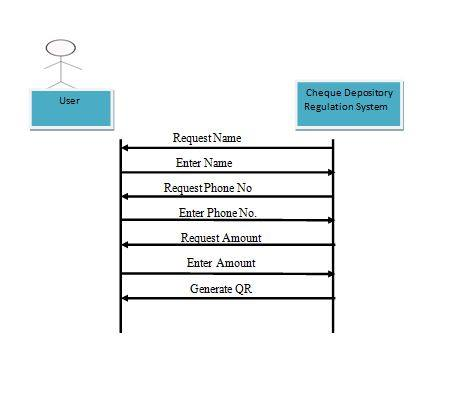 User
Cheque Depository
Regulation System
Request Name
Enter Name
Request Phone No
Enter Phone No.
Request Amount
Enter Amount
Generate QR